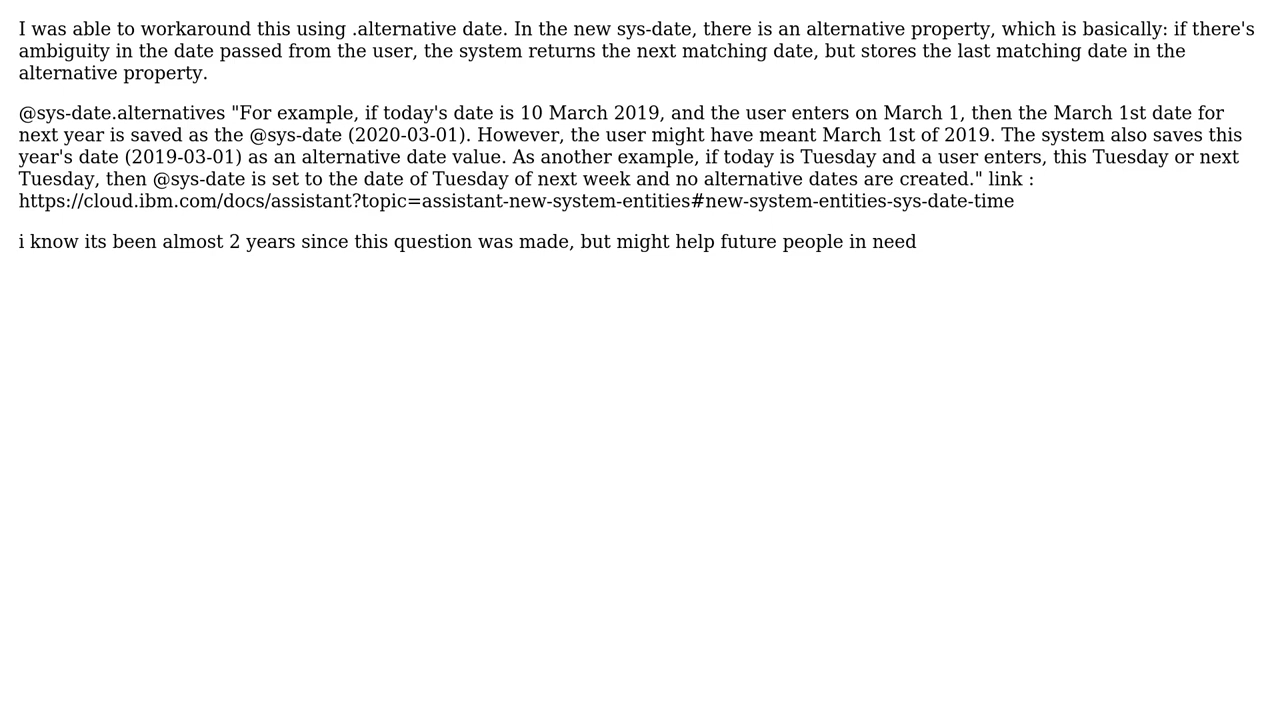 I was able to workaround this using .alternative date. In the new sys-date, there is an alternative property, which is basically: if there's
ambiguity in the date passed from the user, the system returns the next matching date, but stores the last matching date in the
alternative property.
@sys-date.alternatives "For example, if today's date is 10 March 2019, and the user enters on March 1, then the March 1st date for
next year is saved as the @sys-date (2020-03-01). However, the user might have meant March 1st of 2019. The system also saves this
year's date (2019-03-01) as an alternative date value. As another example, if today is Tuesday and a user enters, this Tuesday or next
Tuesday, then @sys-date is set to the date of Tuesday of next week and no alternative dates are created." link :
https://cloud.ibm.com/docs/assistant?topic=assistant-new-system-entities#new-system-entities-sys-date-time
i know its been almost 2 years since this question was made, but might help future people in need